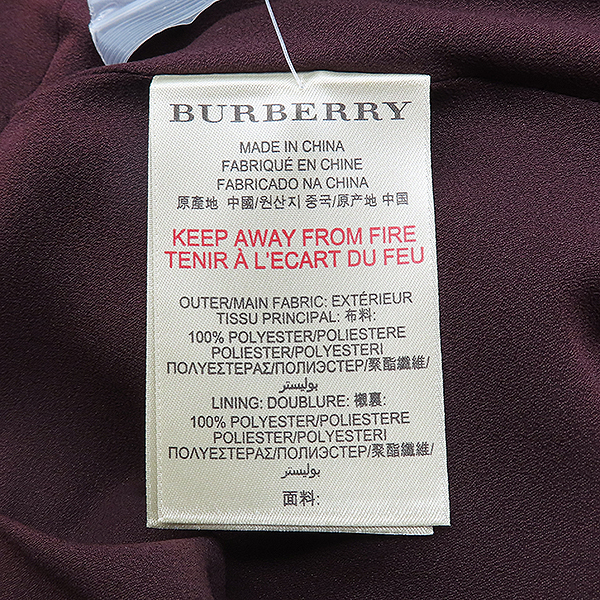 BURBERRY
MADE IN CHINA
FABRIQUÉ EN CHINE
FABRICADO NA CHINA
原產地 中國/원산지 중국/原产地 中国
KEEP AWAY FROM FIRE
TENIR À L'ECART DU FEU
OUTER/MAIN FABRIC: EXTÉRIEUR
TISSU PRINCIPAL: 布料:
100% POLYESTER/POLIESTERE
POLIESTER/POLYESTERI
ΠΟΛΥΕΣΤΕΡΑΣ/ПОЛИЭСТЕР/聚酯纖維/
بوليستر
LINING: DOUBLURE: 襯裏:
100% POLYESTER/POLIESTERE
POLIESTER/POLYESTERI
ΠΟΛΥΕΣΤΕΡΑΣ/ПОЛИЭСТЕР/聚酯纖維/
بوليستر
面料: